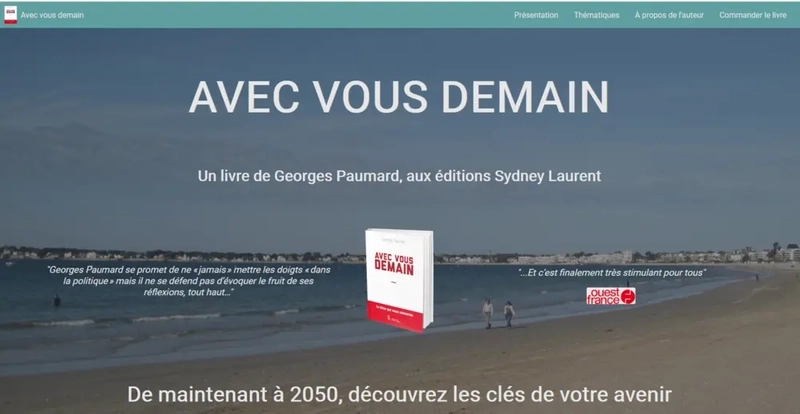 Avec vous demain
Présentation Thématiques À propos de l'auteur Commander le livre
AVEC VOUS DEMAIN
Un livre de Georges Paumard, aux éditions Sydney Laurent
"Georges Paumard se promet de ne « jamais » mettre les doigts « dans
la politique » mais il ne se défend pas d'évoquer le fruit de ses
réflexions, tout haut..."
AVEC VOUS
DEMAIN
"...Et c'est finalement très stimulant pour tous"
ouest
france
De maintenant à 2050, découvrez les clés de votre avenir